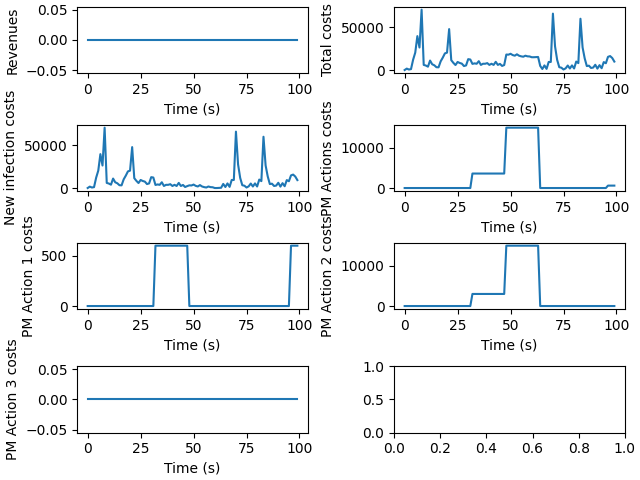 Revenues
0.05
0.00
−0.05
0 25 50 75 100
Time (s)
Total costs
50000
0
0 25 50 75 100
Time (s)
New infection costs
50000
0
0 25 50 75 100
Time (s)
PM Actions costs
10000
0
0 25 50 75 100
Time (s)
PM Action 1 costs
500
0
0 25 50 75 100
Time (s)
PM Action 2 costs
10000
0
0 25 50 75 100
Time (s)
PM Action 3 costs
0.05
0.00
−0.05
0 25 50 75 100
Time (s)
1.0
0.5
0.0
0.0 0.2 0.4 0.6 0.8 1.0